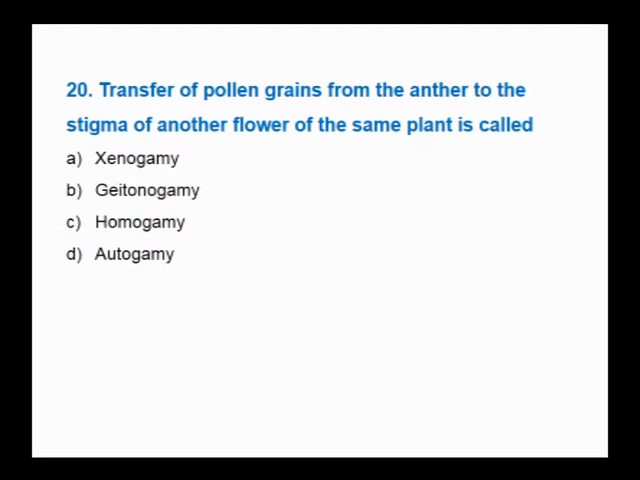 20. Transfer of pollen grains from the anther to the
stigma of another flower of the same plant is called
a) Xenogamy
b) Geitonogamy
c) Homogamy
d) Autogamy